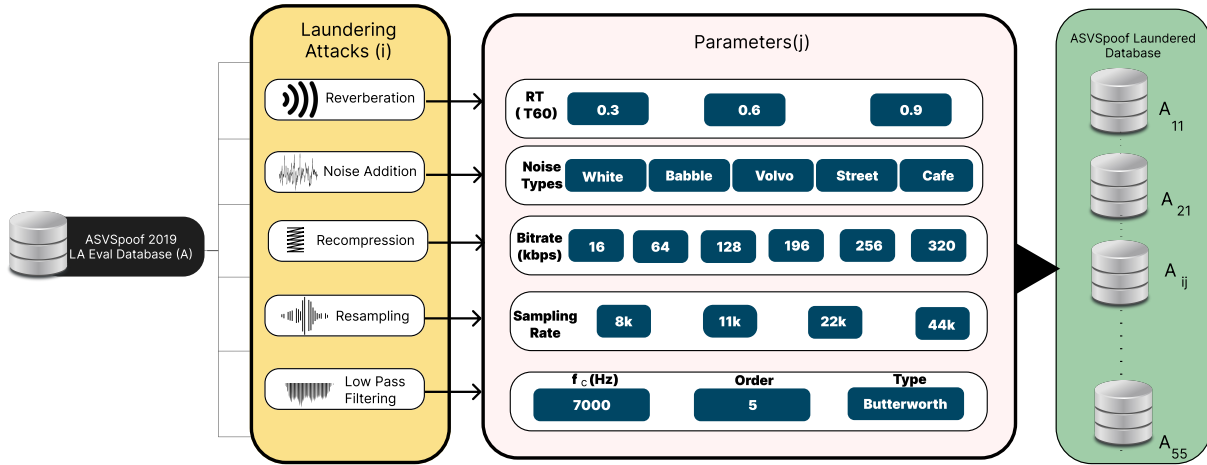 ASVSpoof 2019
LA Eval Database (A)
Laundering
Attacks (i)
Reverberation
Noise Addition
Recompression
Resampling
Low Pass
Filtering
Parameters(j)
RT
( T60)
0.3
0.6
0.9
Noise
Types
White
Babble
Volvo
Street
Cafe
Bitrate
(kbps)
16
64
128
196
256
320
Sampling
Rate
8k
11k
22k
44k
f c (Hz)
Order
Type
7000
5
Butterworth
ASVSpoof Laundered
Database
A 11
A 21
A ij
A 55